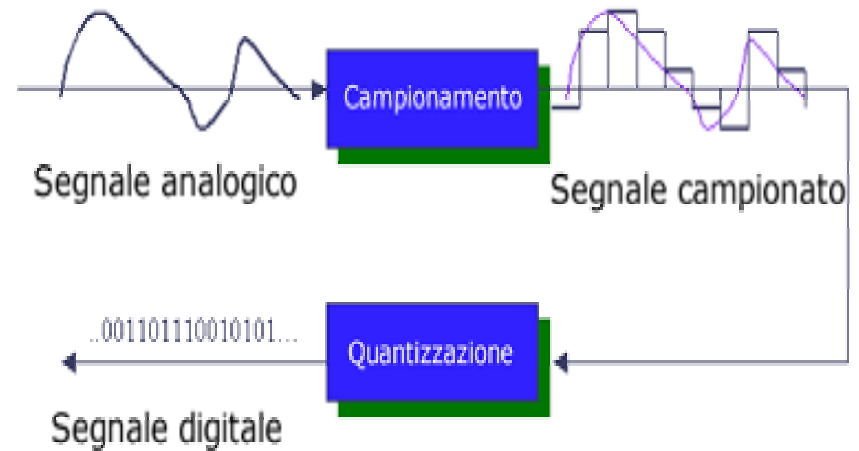 Campionamento
Segnale analogico
Segnale campionato
..001101110010101...
Quantizzazione
Segnale digitale